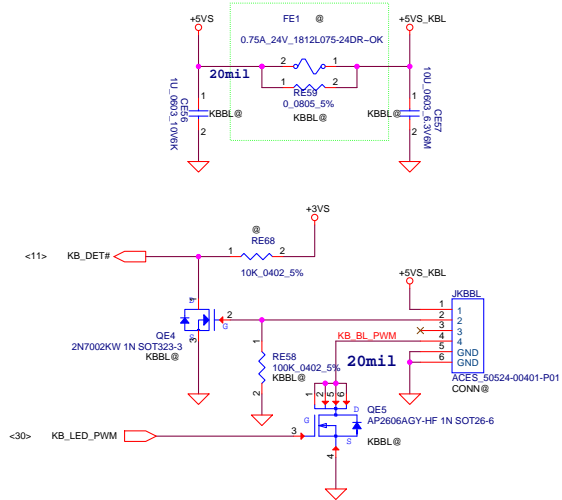 +5VS FE1 @ +5VS_KBL
0.75A_24V_1812L075-24DR~OK
20mil 2 1
RE59
0_0805_5%
KBBL@
1 CE56 2 KBBL@
1U_0603_10V6K
KBBL@ 1 CE57 2
10U_0603_6.3V6M
+3VS
@
<11> KB_DET# 1 RE68 2
10K_0402_5%
+5VS_KBL
JKBBL
1 1
2 2
3 3
4 4
5 GND
6 GND
ACES_50524-00401-P01
CONN@
D 1 2 G S 3
QE4
2N7002KW 1N SOT323-3
KBBL@
KB_BL_PWM
1 RE58
100K_0402_5%
KBBL@
2
20mil
1 2 5 6
D QE5
G AP2606AGY-HF 1N SOT26-6
S
<30> KB_LED_PWM 3 KBBL@
4